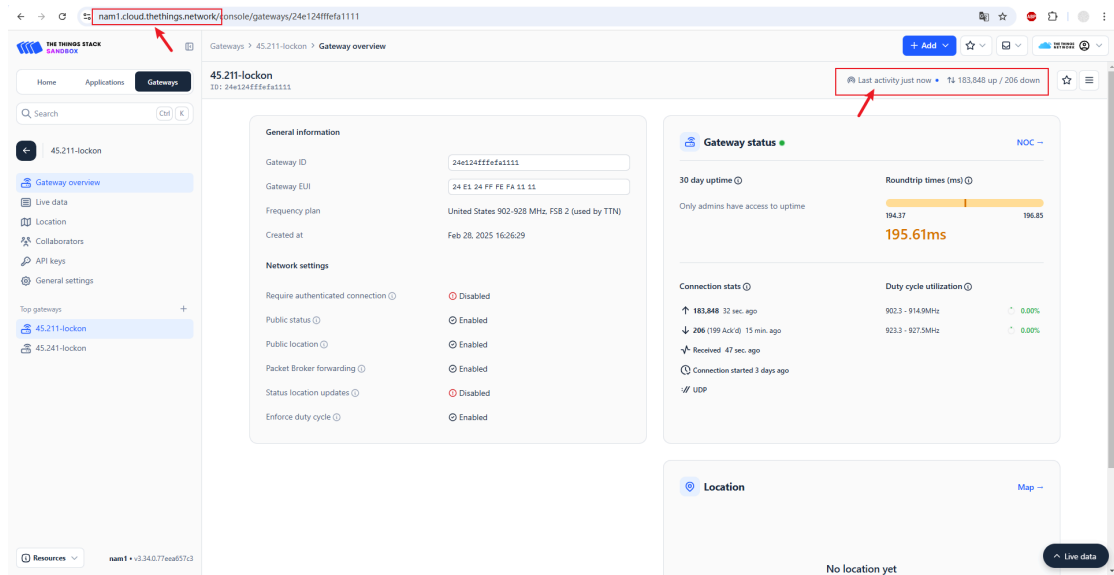 nam1.cloud.thethings.network/console/gateways/24e124fffefa1111
THE THINGS STACK
SANDBOX
Gateways > 45.211-lockon > Gateway overview
+ Add
THE THINGS
NETWORK
Home Applications Gateways
45.211-lockon
ID: 24e124fffefa1111
Last activity just now • ↑↓ 183,848 up / 206 down
Search Ctrl K
45.211-lockon
Gateway overview
Live data
Location
Collaborators
API keys
General settings
Top gateways +
45.211-lockon
45.241-lockon
General information
Gateway ID 24e124fffefa1111
Gateway EUI 24 E1 24 FF FE FA 11 11
Frequency plan United States 902-928 MHz, FSB 2 (used by TTN)
Created at Feb 28, 2025 16:26:29
Network settings
Require authenticated connection Disabled
Public status Enabled
Public location Enabled
Packet Broker forwarding Enabled
Status location updates Disabled
Enforce duty cycle Enabled
Gateway status NOC →
30 day uptime Roundtrip times (ms)
Only admins have access to uptime
194.37 196.85
195.61ms
Connection stats Duty cycle utilization
↑ 183,848 32 sec. ago 902.3 - 914.9MHz 0.00%
↓ 206 (199 Ack'd) 15 min. ago 923.3 - 927.5MHz 0.00%
Received 47 sec. ago
Connection started 3 days ago
UDP
Location Map →
No location yet
Resources
nam1 • v3.34.0.77eea657c3
Live data